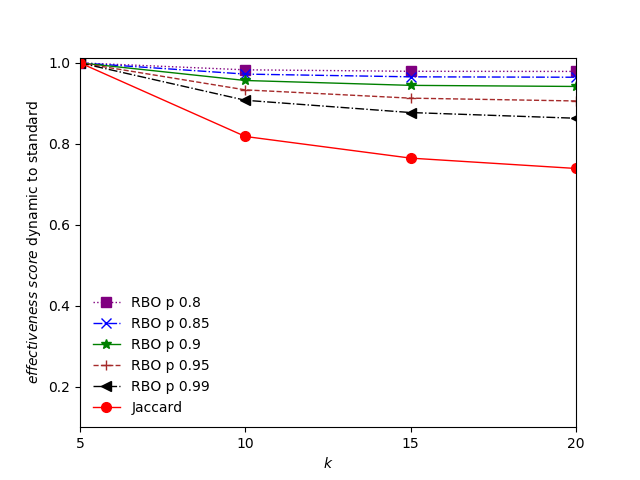 1.0
0.8
0.6
0.4
0.2
effectiveness score dynamic to standard
RBO p 0.8
RBO p 0.85
RBO p 0.9
RBO p 0.95
RBO p 0.99
Jaccard
5 10 15 20
k